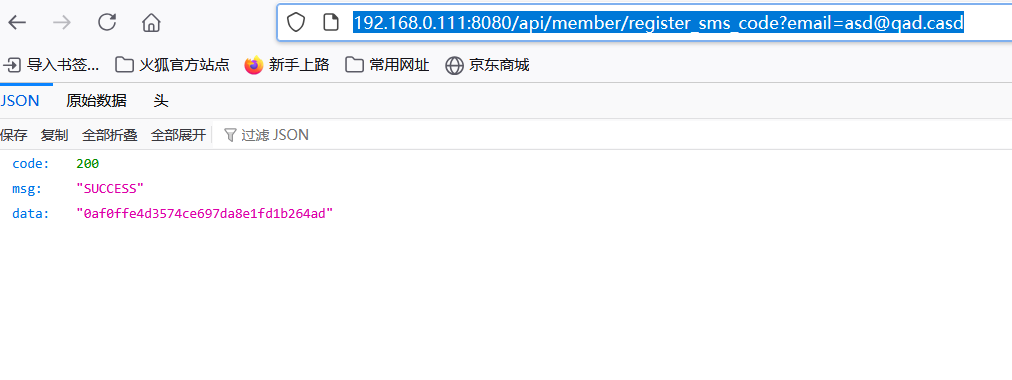 192.168.0.111:8080/api/member/register_sms_code?email=asd@qad.casd
导入书签... 火狐官方站点 新手上路 常用网址 京东商城
JSON 原始数据 头
保存 复制 全部折叠 全部展开 过滤 JSON
code: 200
msg: "SUCCESS"
data: "0af0ffe4d3574ce697da8e1fd1b264ad"